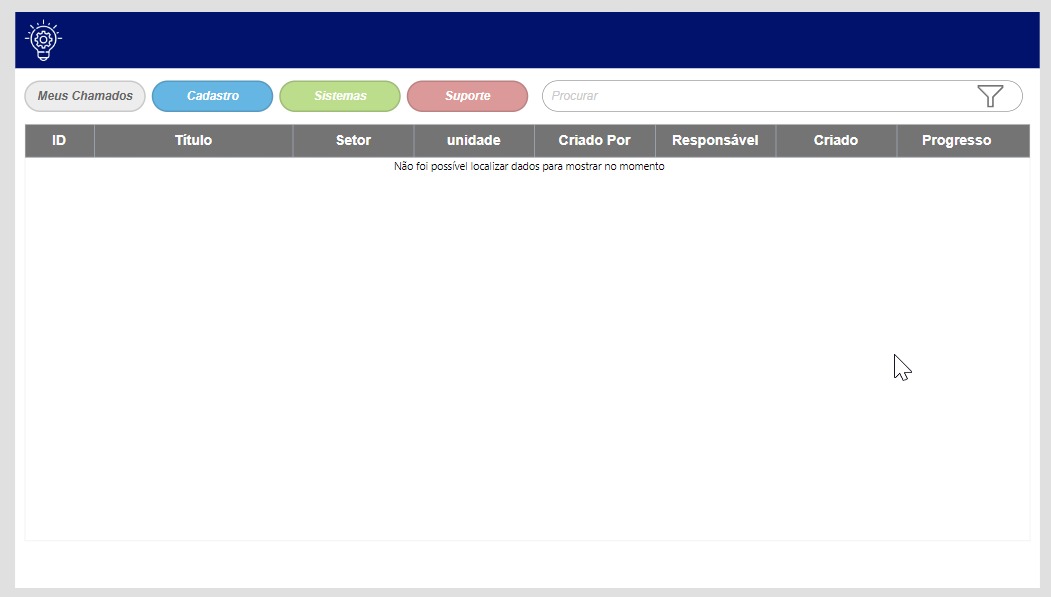 Meus Chamados Cadastro Sistemas Suporte Procurar
ID Título Setor unidade Criado Por Responsável Criado Progresso
Não foi possível localizar dados para mostrar no momento